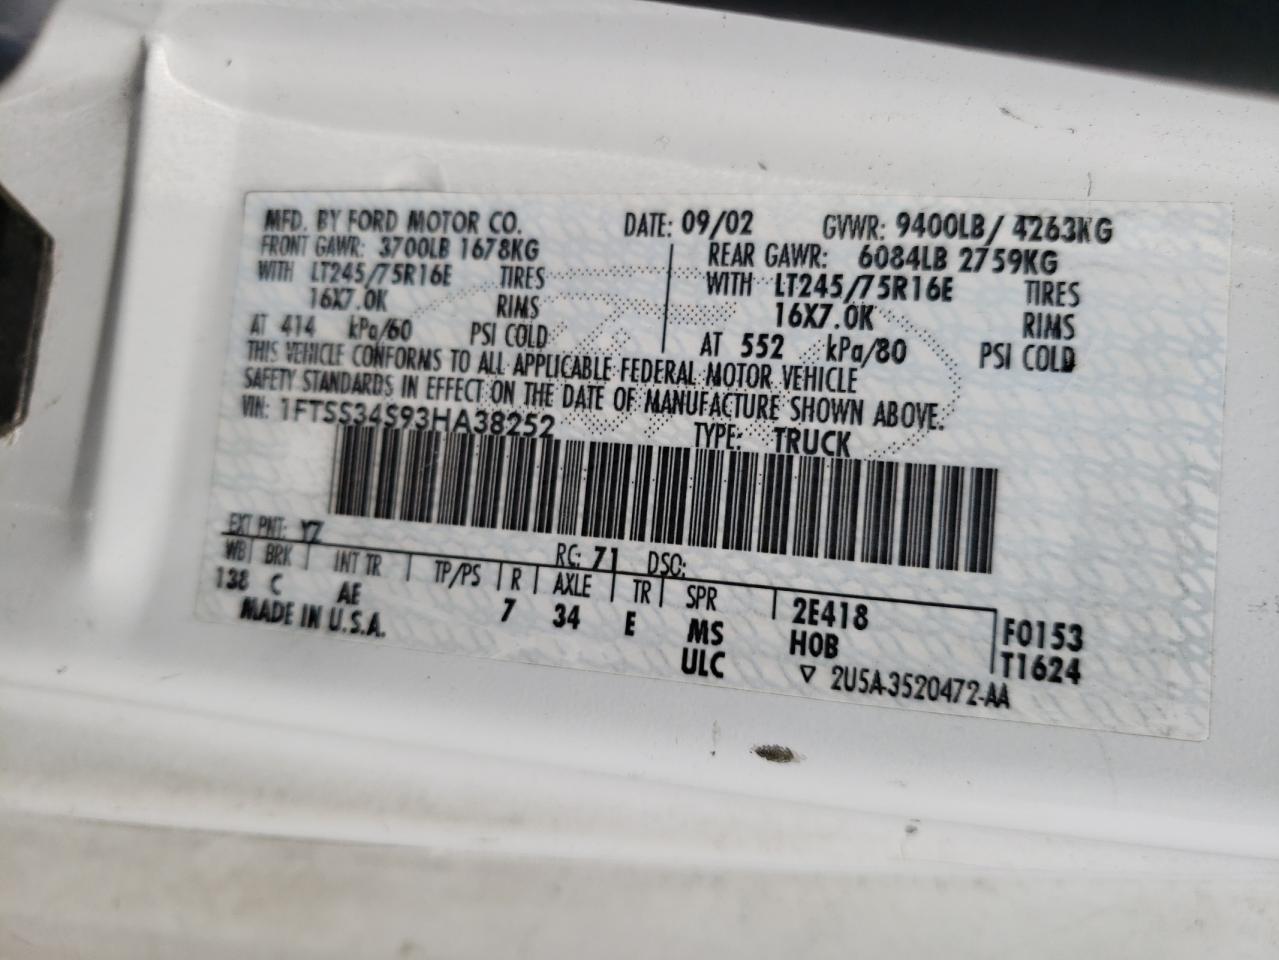 MFD. BY FORD MOTOR CO. DATE: 09/02 GVWR: 9400LB/ 4263KG
FRONT GAWR: 3700LB 1678KG REAR GAWR: 6084LB 2759KG
WITH LT245/75R16E TIRES WITH LT245/75R16E TIRES
16X7.0K RIMS 16X7.0K RIMS
AT 414 kPa/60 PSI COLD AT 552 kPa/80 PSI COLD
THIS VEHICLE CONFORMS TO ALL APPLICABLE FEDERAL MOTOR VEHICLE
SAFETY STANDARDS IN EFFECT ON THE DATE OF MANUFACTURE SHOWN ABOVE.
VIN: 1FTSS34S93HA38252 TYPE: TRUCK
EXT PNT: YZ RC: 71 DSO:
WB BRK INT TR TP/PS R AXLE TR SPR 2E418 F0153
138 C AE 7 34 E MS H0B T1624
MADE IN U.S.A. ULC ▽ 2U5A-3520472-AA